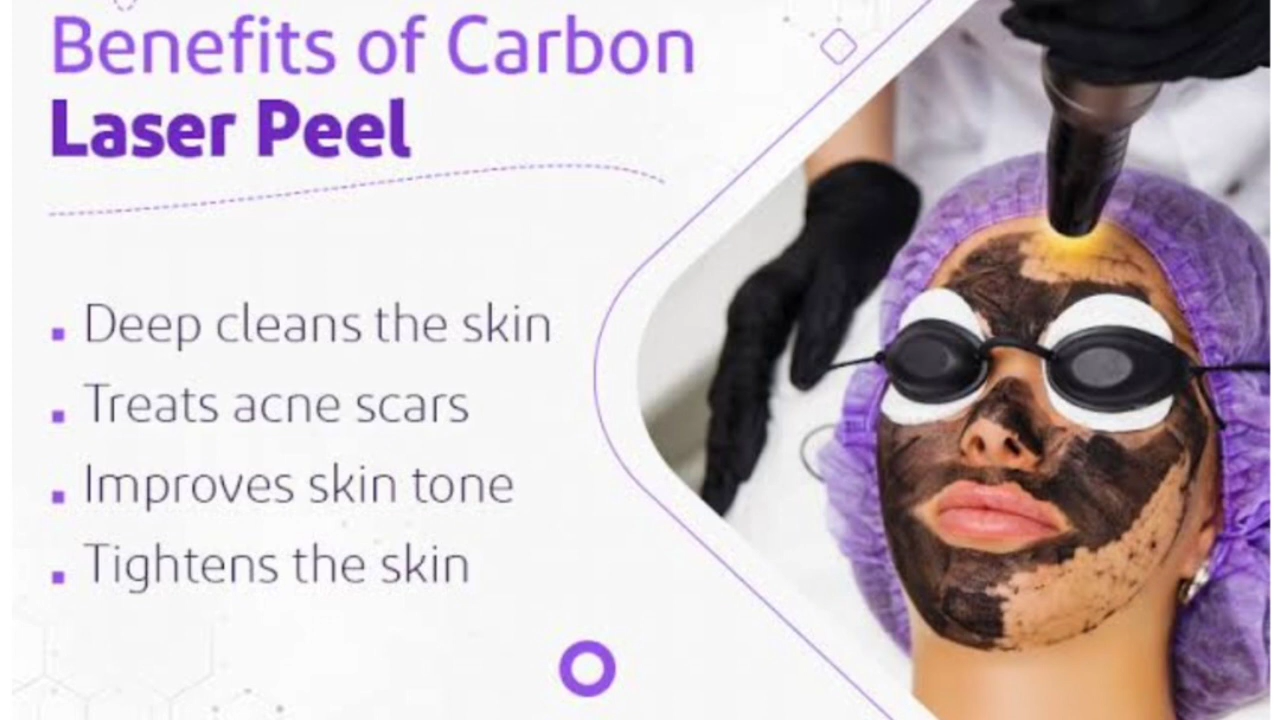 Benefits of Carbon
Laser Peel
Deep cleans the skin
Treats acne scars
Improves skin tone
Tightens the skin